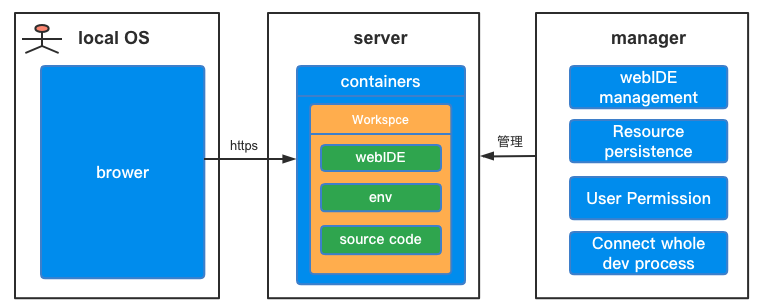 local OS
brower
https
server
containers
Workspce
webIDE
env
source code
管理
manager
webIDE
management
Resource
persistence
User Permission
Connect whole
dev process